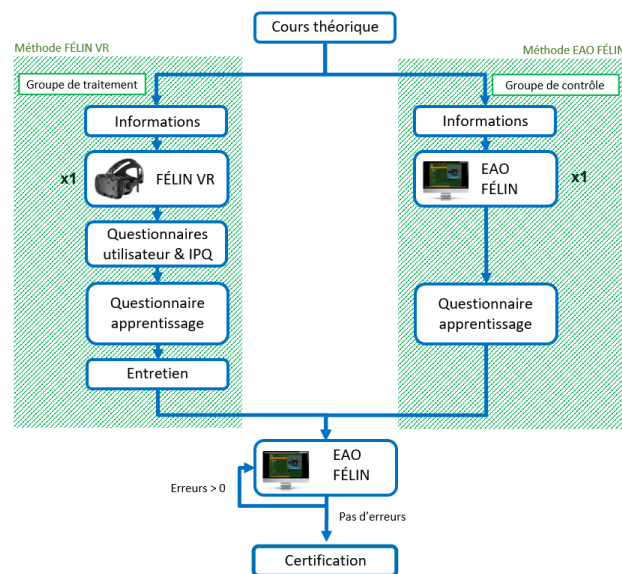 Cours théorique
Méthode FÉLIN VR
Méthode EAO FÉLIN
Groupe de traitement
Groupe de contrôle
Informations
Informations
x1
FÉLIN VR
EAO
FÉLIN
x1
Questionnaires
utilisateur & IPQ
Questionnaire
apprentissage
Questionnaire
apprentissage
Entretien
EAO
FÉLIN
Erreurs > 0
Pas d'erreurs
Certification